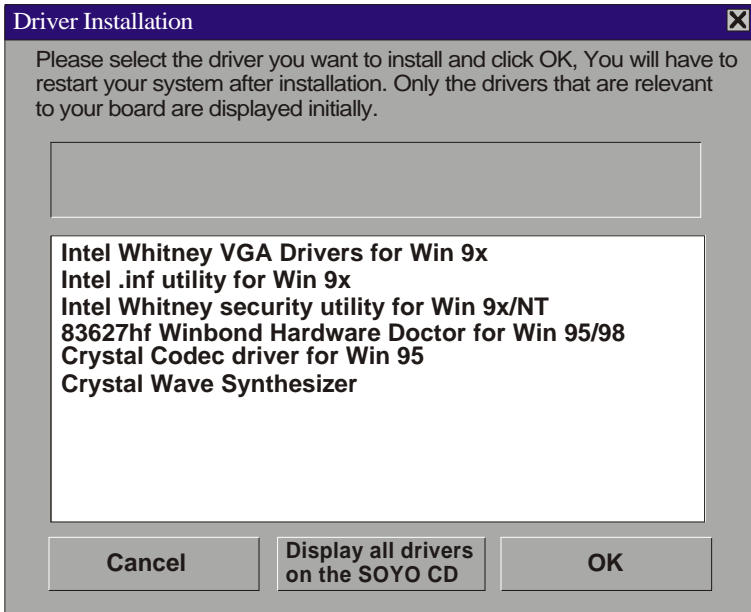 Driver Installation
Please select the driver you want to install and click OK, You will have to
restart your system after installation. Only the drivers that are relevant
to your board are displayed initially.
Intel Whitney VGA Drivers for Win 9x
Intel .inf utility for Win 9x
Intel Whitney security utility for Win 9x/NT
83627hf Winbond Hardware Doctor for Win 95/98
Crystal Codec driver for Win 95
Crystal Wave Synthesizer
Cancel
Display all drivers
on the SOYO CD
OK